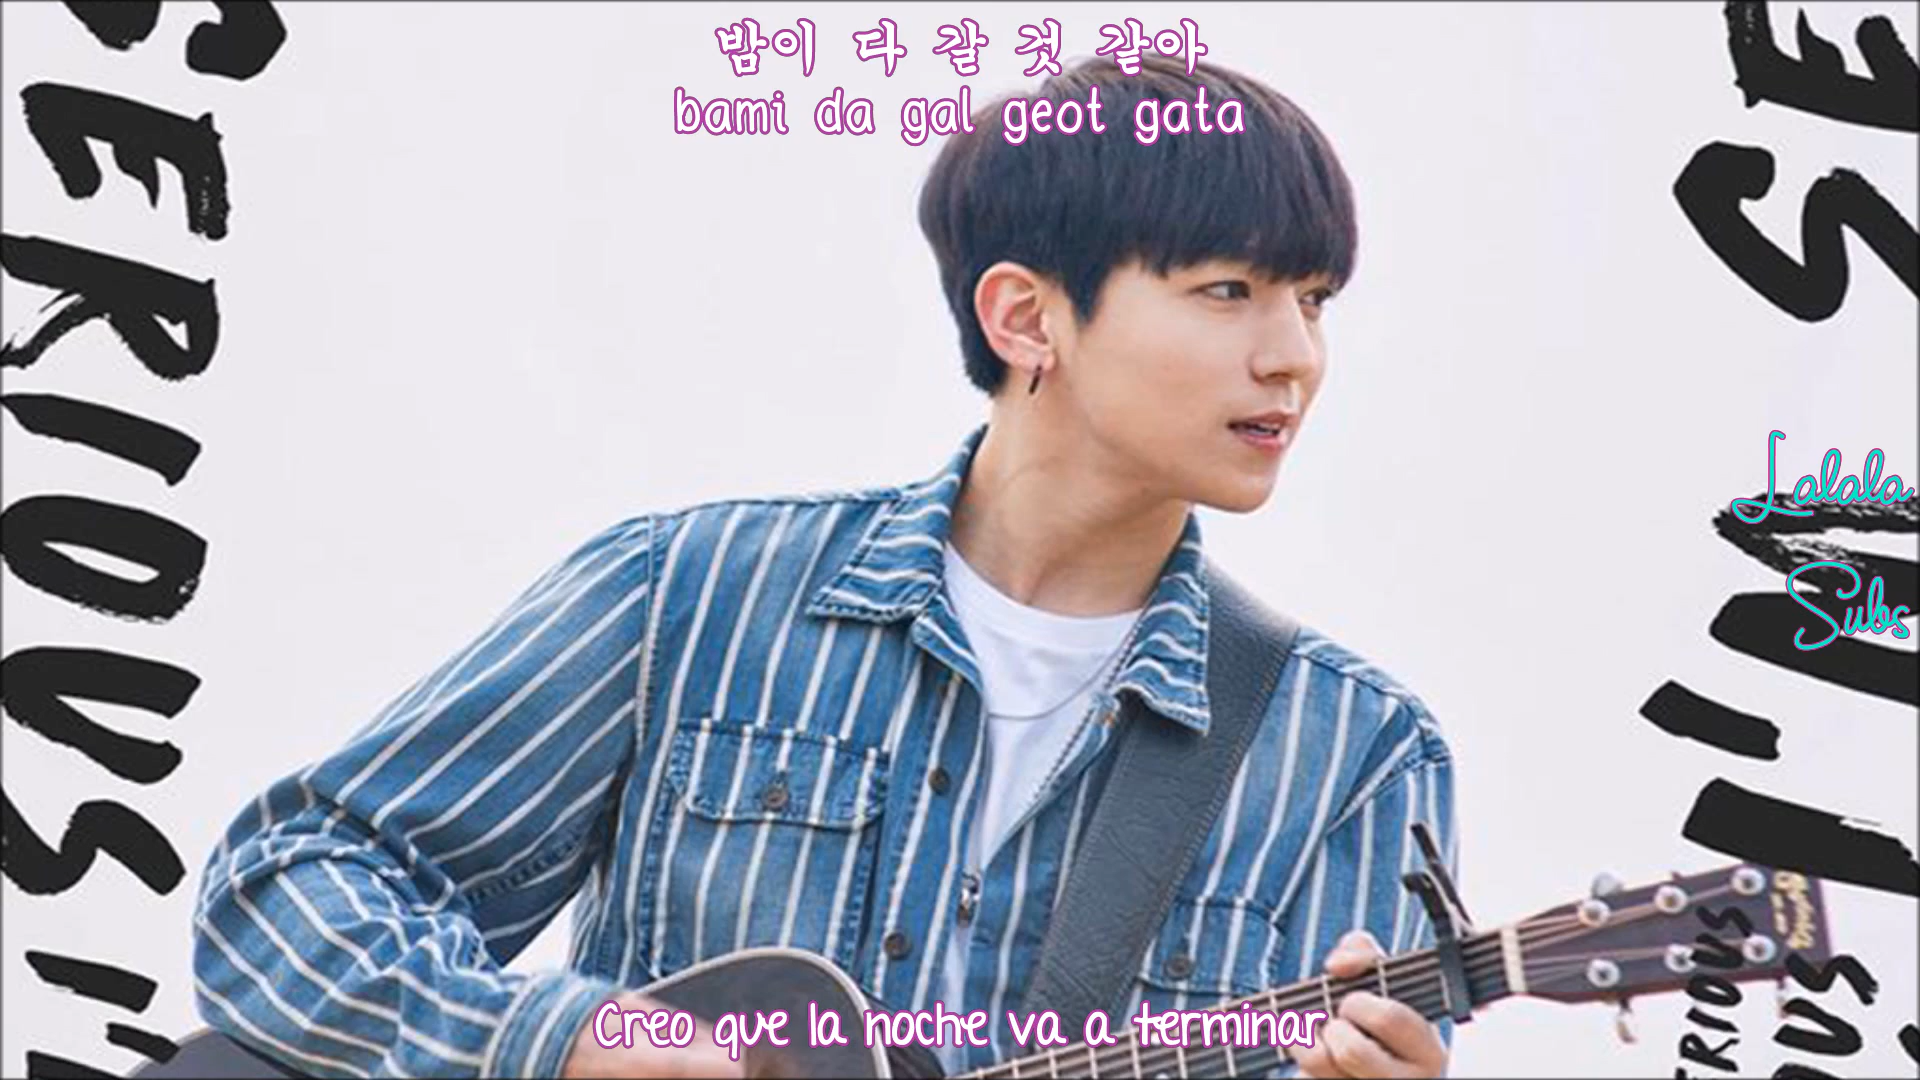 밤이 다 갈 것 같아
bami da gal geot gata
SERIOUS
Lalala
Subs
Creo que la noche va a terminar